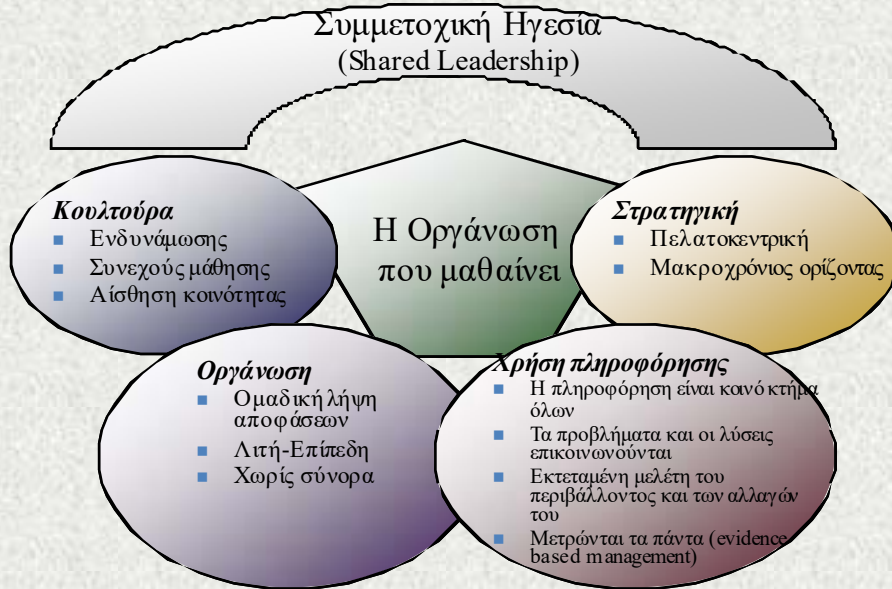 Συμμετοχική Ηγεσία
(Shared Leadership)
Κουλτούρα
Ενδυνάμωσης
Συνεχούς μάθησης
Αίσθηση κοινότητας
Η Οργάνωση
που μαθαίνει
Στρατηγική
Πελατοκεντρική
Μακροχρόνιος ορίζοντας
Οργάνωση
Ομαδική λήψη
αποφάσεων
Λιτή-Επίπεδη
Χωρίς σύνορα
Χρήση πληροφόρησης
Η πληροφόρηση είναι κοινό κτήμα
όλων
Τα προβλήματα και οι λύσεις
επικοινωνούνται
Εκτεταμένη μελέτη του
περιβάλλοντος και των αλλαγών
του
Μετρώνται τα πάντα (evidence
based management)